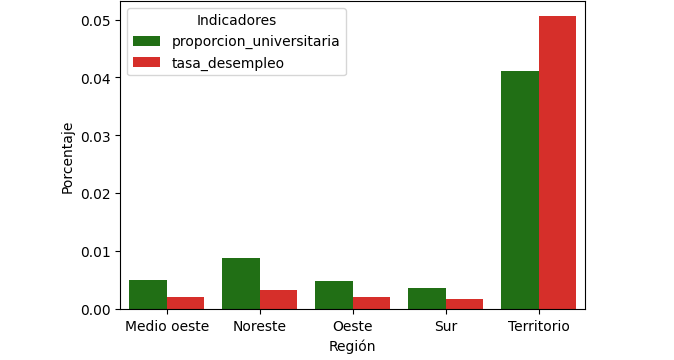 Indicadores
proporcion_universitaria
tasa_desempleo
Porcentaje
0.05
0.04
0.03
0.02
0.01
0.00
Medio oeste
Noreste
Oeste
Sur
Territorio
Región